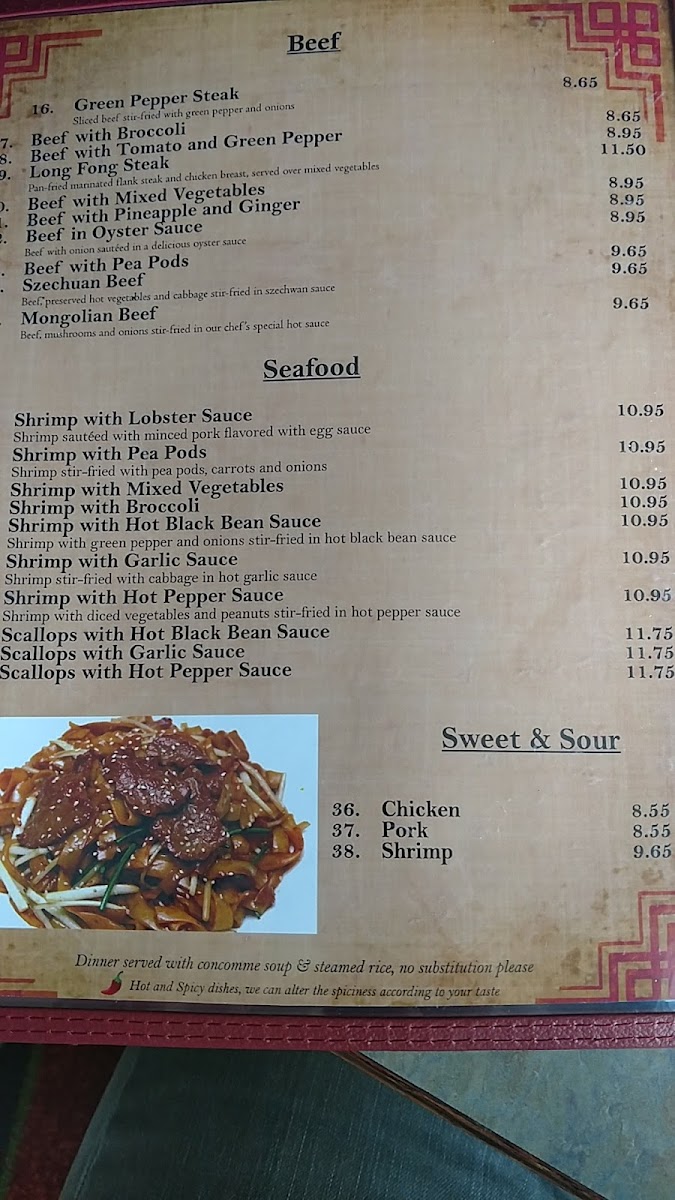 Beef
16. Green Pepper Steak 8.65
Sliced beef stir-fried with green pepper and onions
7. Beef with Broccoli 8.65
8. Beef with Tomato and Green Pepper 8.95
9. Long Fong Steak 11.50
Pan-fried marinated flank steak and chicken breast, served over mixed vegetables
Beef with Mixed Vegetables 8.95
Beef with Pineapple and Ginger 8.95
Beef in Oyster Sauce 8.95
Beef with onion sautéed in a delicious oyster sauce
Beef with Pea Pods 9.65
Szechuan Beef 9.65
Beef, preserved hot vegetables and cabbage stir-fried in szechwan sauce
Mongolian Beef 9.65
Beef, mushrooms and onions stir-fried in our chef's special hot sauce
Seafood
Shrimp with Lobster Sauce 10.95
Shrimp sautéed with minced pork flavored with egg sauce
Shrimp with Pea Pods 10.95
Shrimp stir-fried with pea pods, carrots and onions
Shrimp with Mixed Vegetables 10.95
Shrimp with Broccoli 10.95
Shrimp with Hot Black Bean Sauce 10.95
Shrimp with green pepper and onions stir-fried in hot black bean sauce
Shrimp with Garlic Sauce 10.95
Shrimp stir-fried with cabbage in hot garlic sauce
Shrimp with Hot Pepper Sauce 10.95
Shrimp with diced vegetables and peanuts stir-fried in hot pepper sauce
Scallops with Hot Black Bean Sauce 11.75
Scallops with Garlic Sauce 11.75
Scallops with Hot Pepper Sauce 11.75
Sweet & Sour
36. Chicken 8.55
37. Pork 8.55
38. Shrimp 9.65
Dinner served with concomme soup & steamed rice, no substitution please
Hot and Spicy dishes, we can alter the spiciness according to your taste